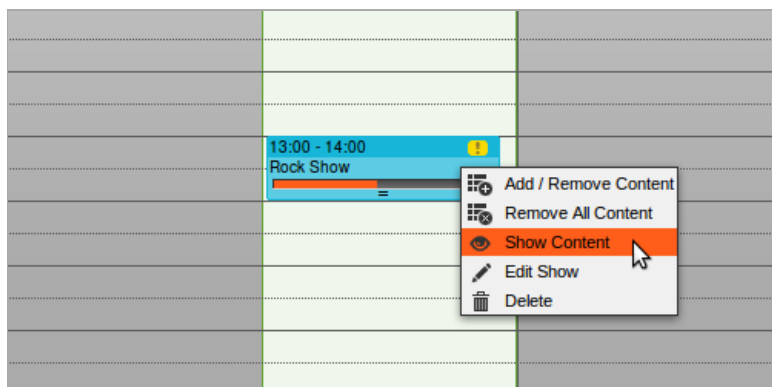 13:00 - 14:00
!
Rock Show
Add / Remove Content
Remove All Content
Show Content
Edit Show
Delete